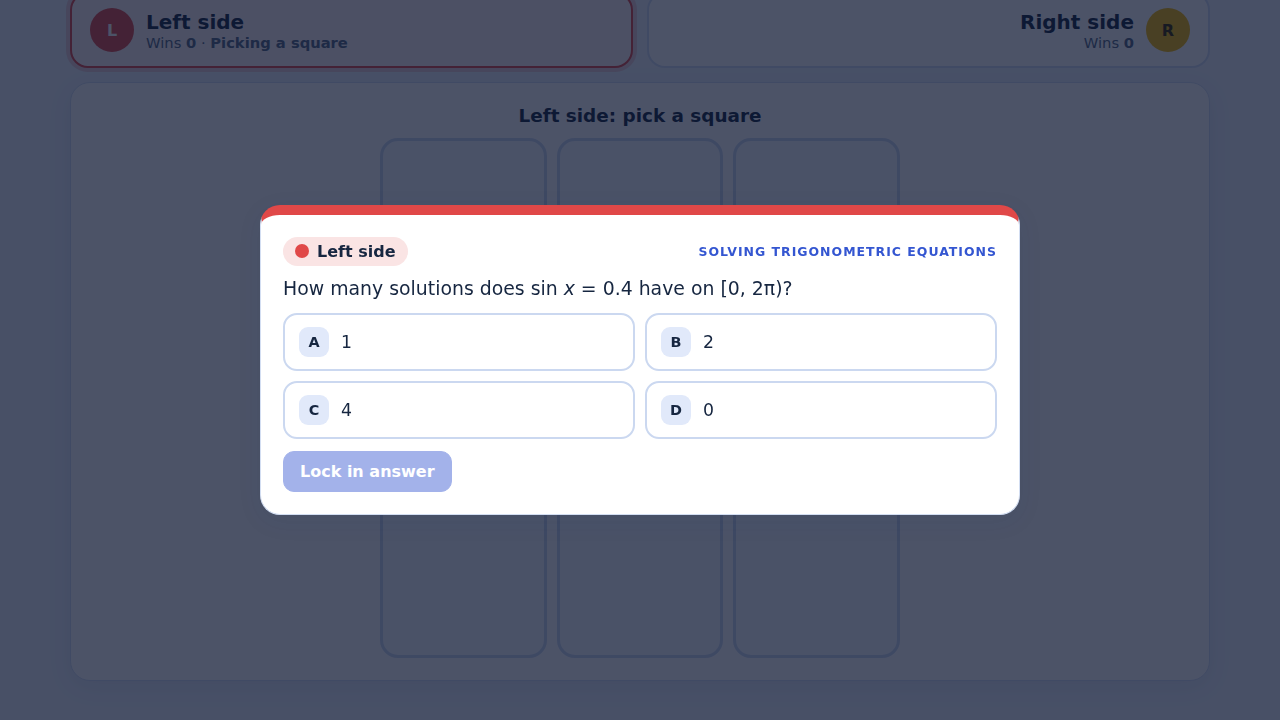 L
Left side
Wins 0 · Picking a square
Right side
Wins 0
R
Left side: pick a square
Left side
SOLVING TRIGONOMETRIC EQUATIONS
How many solutions does sin x = 0.4 have on [0, 2π)?
A 1
B 2
C 4
D 0
Lock in answer